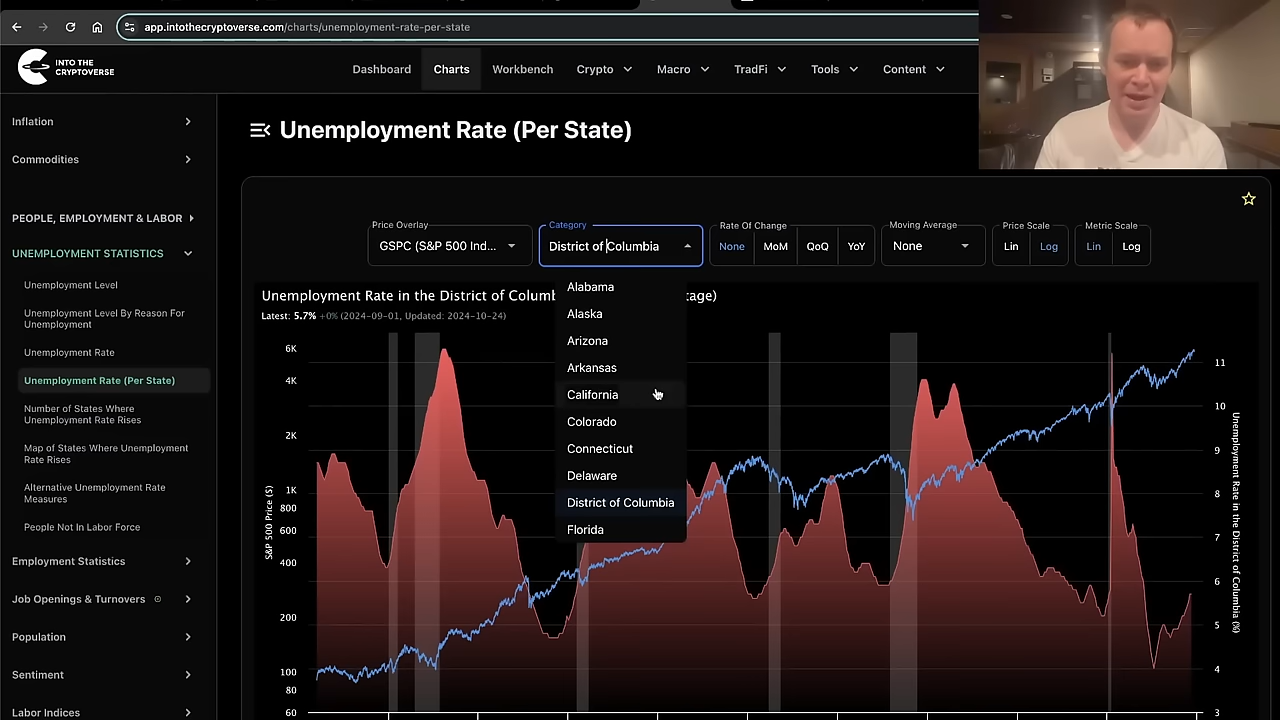 app.intothecryptoverse.com/charts/unemployment-rate-per-state
INTO THE
CRYPTOVERSE
Dashboard
Charts
Workbench
Crypto
Macro
TradFi
Tools
Content
Inflation
Commodities
PEOPLE, EMPLOYMENT & LABOR
UNEMPLOYMENT STATISTICS
Unemployment Level
Unemployment Level By Reason For
Unemployment
Unemployment Rate
Unemployment Rate (Per State)
Number of States Where
Unemployment Rate Rises
Map of States Where Unemployment
Rate Rises
Alternative Unemployment Rate
Measures
People Not In Labor Force
Employment Statistics
Job Openings & Turnovers
Population
Sentiment
Labor Indices
Unemployment Rate (Per State)
Price Overlay
GSPC (S&P 500 Ind...
Category
District of Columbia
Rate Of Change
None
MoM
QoQ
YoY
Moving Average
None
Price Scale
Lin
Log
Metric Scale
Lin
Log
Alabama
Alaska
Arizona
Arkansas
California
Colorado
Connecticut
Delaware
District of Columbia
Florida
Unemployment Rate in the District of Columb
tage)
Latest: 5.7% +0% (2024-09-01, Updated: 2024-10-24)
6K
4K
2K
1K
800
600
400
200
100
80
60
S&P 500 Price ($)
11
10
9
8
7
6
5
4
3
Unemployment Rate in the District of Columbia (%)